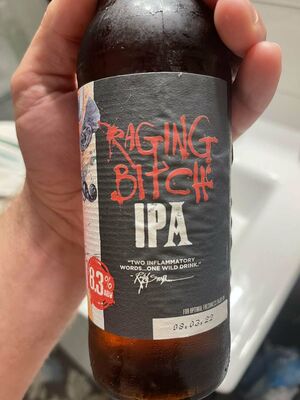 RAGING
BITCH
IPA
"TWO INFLAMMATORY
WORDS...ONE WILD DRINK."
8.3%
08.03.22